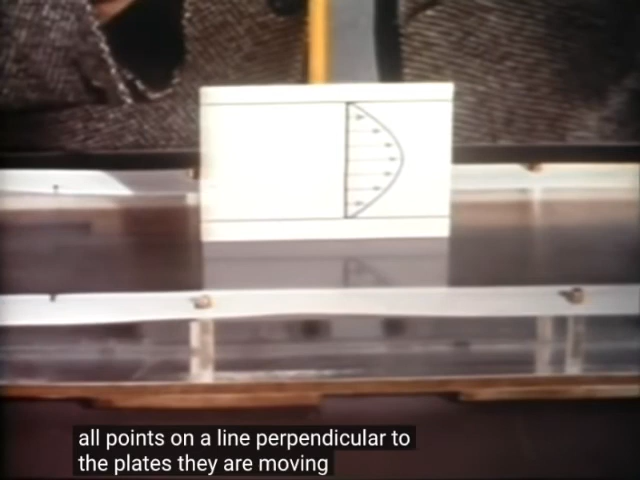 all points on a line perpendicular to
the plates they are moving